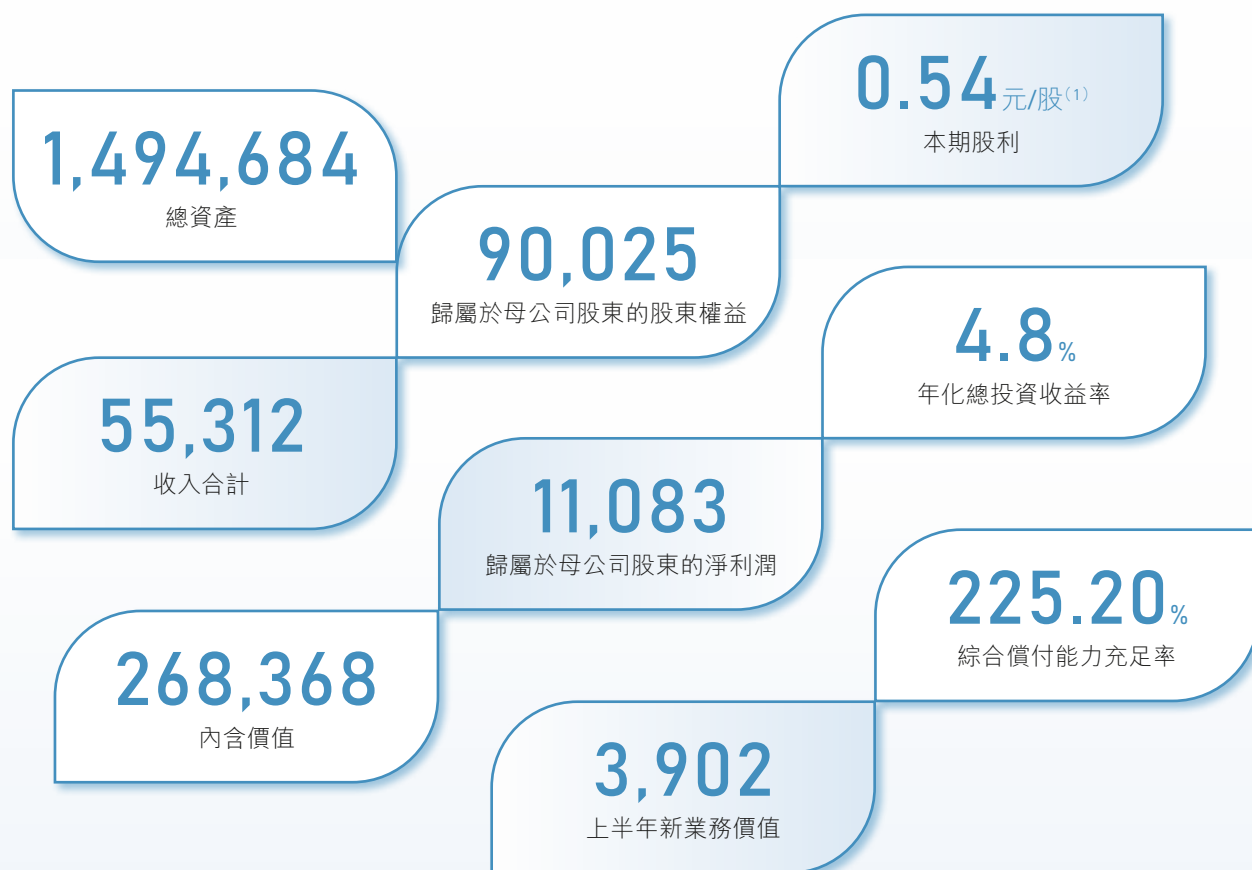 0.54元/股(1)
本期股利
1,494,684
總資產
90,025
歸屬於母公司股東的股東權益
4.8%
年化總投資收益率
55,312
收入合計
11,083
歸屬於母公司股東的淨利潤
225.20%
綜合償付能力充足率
268,368
內含價值
3,902
上半年新業務價值